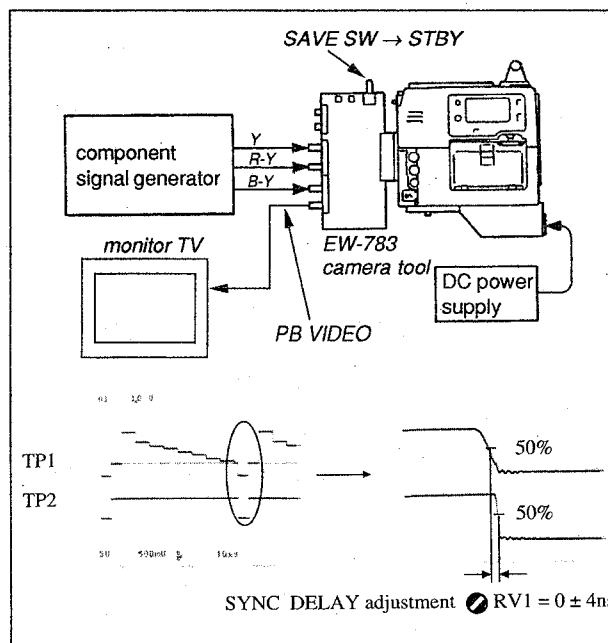 SAVE SW → STBY
component
signal generator
Y
R-Y
B-Y
EW-783
camera tool
monitor TV
DC power
supply
PB VIDEO
TP1
50%
TP2
50%
SYNC DELAY adjustment RV1 = 0 ± 4n